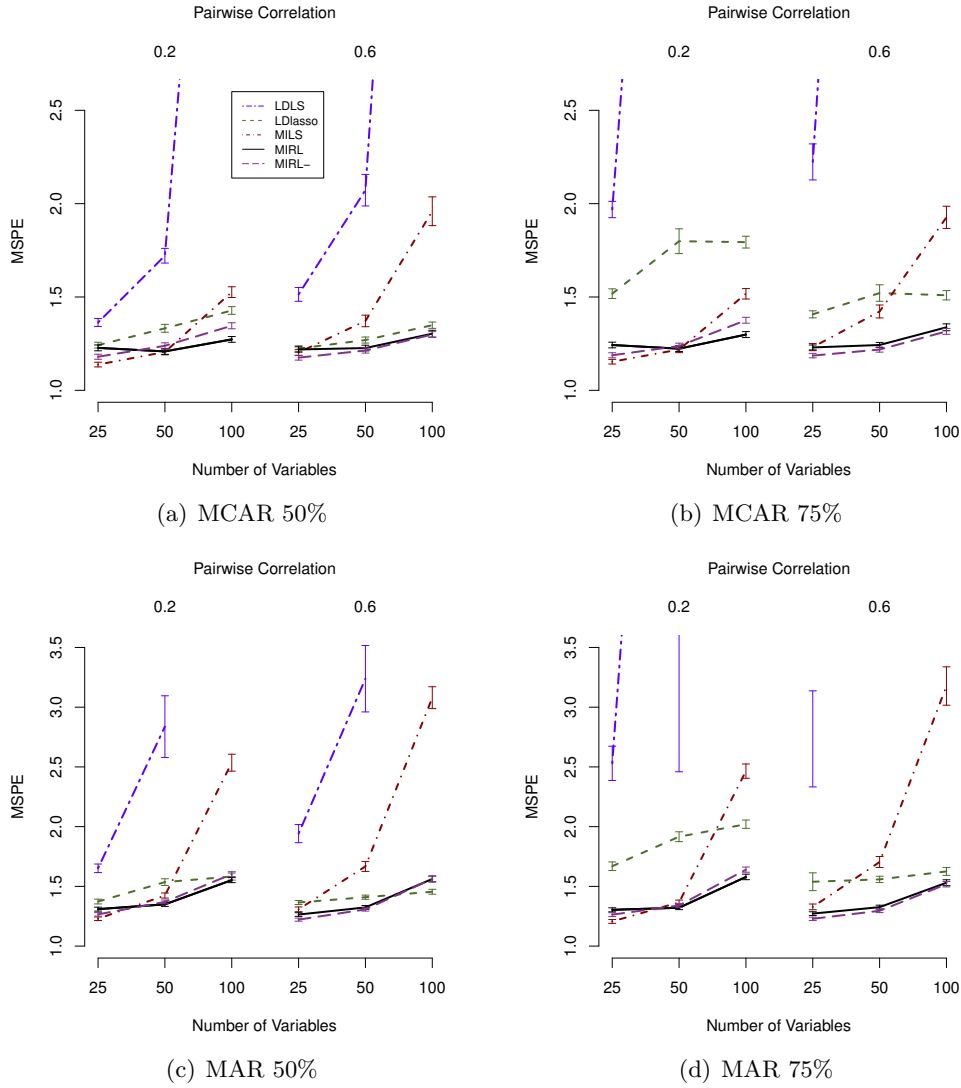 Pairwise Correlation
0.2 0.6
LDLS
LDlasso
MILS
MIRL
MIRL−
MSPE
1.0 1.5 2.0 2.5
25 50 100 25 50 100
Number of Variables
(a) MCAR 50%
Pairwise Correlation
0.2 0.6
MSPE
1.0 1.5 2.0 2.5
25 50 100 25 50 100
Number of Variables
(b) MCAR 75%
Pairwise Correlation
0.2 0.6
MSPE
1.0 1.5 2.0 2.5 3.0 3.5
25 50 100 25 50 100
Number of Variables
(c) MAR 50%
Pairwise Correlation
0.2 0.6
MSPE
1.0 1.5 2.0 2.5 3.0 3.5
25 50 100 25 50 100
Number of Variables
(d) MAR 75%